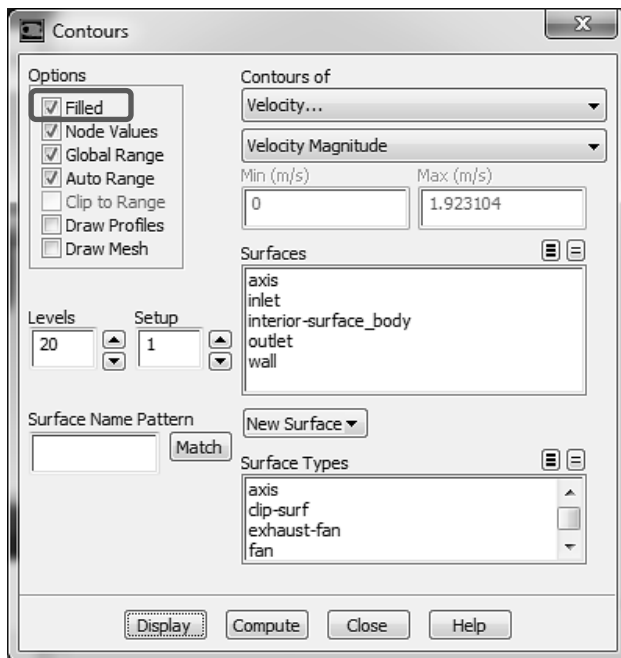 Contours
Options
Filled
Node Values
Global Range
Auto Range
Clip to Range
Draw Profiles
Draw Mesh
Levels
Setup
20
1
Surface Name Pattern
Match
Contours of
Velocity...
Velocity Magnitude
Min (m/s)
Max (m/s)
0
1.923104
Surfaces
axis
inlet
interior-surface_body
outlet
wall
New Surface
Surface Types
axis
clip-surf
exhaust-fan
fan
Display
Compute
Close
Help